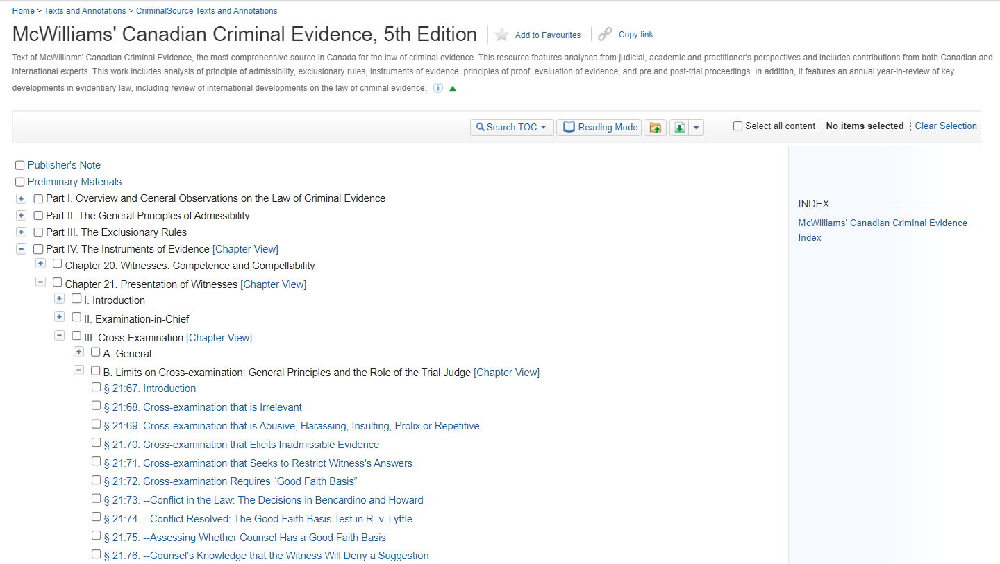 Home > Texts and Annotations > CriminalSource Texts and Annotations
McWilliams' Canadian Criminal Evidence, 5th Edition
Add to Favourites
Copy link
Text of McWilliams' Canadian Criminal Evidence, the most comprehensive source in Canada for the law of criminal evidence. This resource features analyses from judicial, academic and practitioner's perspectives and includes contributions from both Canadian and
international experts. This work includes analysis of principle of admissibility, exclusionary rules, instruments of evidence, principles of proof, evaluation of evidence, and pre and post-trial proceedings. In addition, it features an annual year-in-review of key
developments in evidentiary law, including review of international developments on the law of criminal evidence.
Search TOC
Reading Mode
Select all content
No items selected
Clear Selection
Publisher's Note
Preliminary Materials
Part I. Overview and General Observations on the Law of Criminal Evidence
Part II. The General Principles of Admissibility
Part III. The Exclusionary Rules
Part IV. The Instruments of Evidence [Chapter View]
Chapter 20. Witnesses: Competence and Compellability
Chapter 21. Presentation of Witnesses [Chapter View]
I. Introduction
II. Examination-in-Chief
III. Cross-Examination [Chapter View]
A. General
B. Limits on Cross-examination: General Principles and the Role of the Trial Judge [Chapter View]
§ 21:67. Introduction
§ 21:68. Cross-examination that is Irrelevant
§ 21:69. Cross-examination that is Abusive, Harassing, Insulting, Prolix or Repetitive
§ 21:70. Cross-examination that Elicits Inadmissible Evidence
§ 21:71. Cross-examination that Seeks to Restrict Witness's Answers
§ 21:72. Cross-examination Requires “Good Faith Basis”
§ 21:73. --Conflict in the Law: The Decisions in Bencardino and Howard
§ 21:74. --Conflict Resolved: The Good Faith Basis Test in R. v. Lyttle
§ 21:75. --Assessing Whether Counsel Has a Good Faith Basis
§ 21:76. --Counsel's Knowledge that the Witness Will Deny a Suggestion
INDEX
McWilliams' Canadian Criminal Evidence
Index